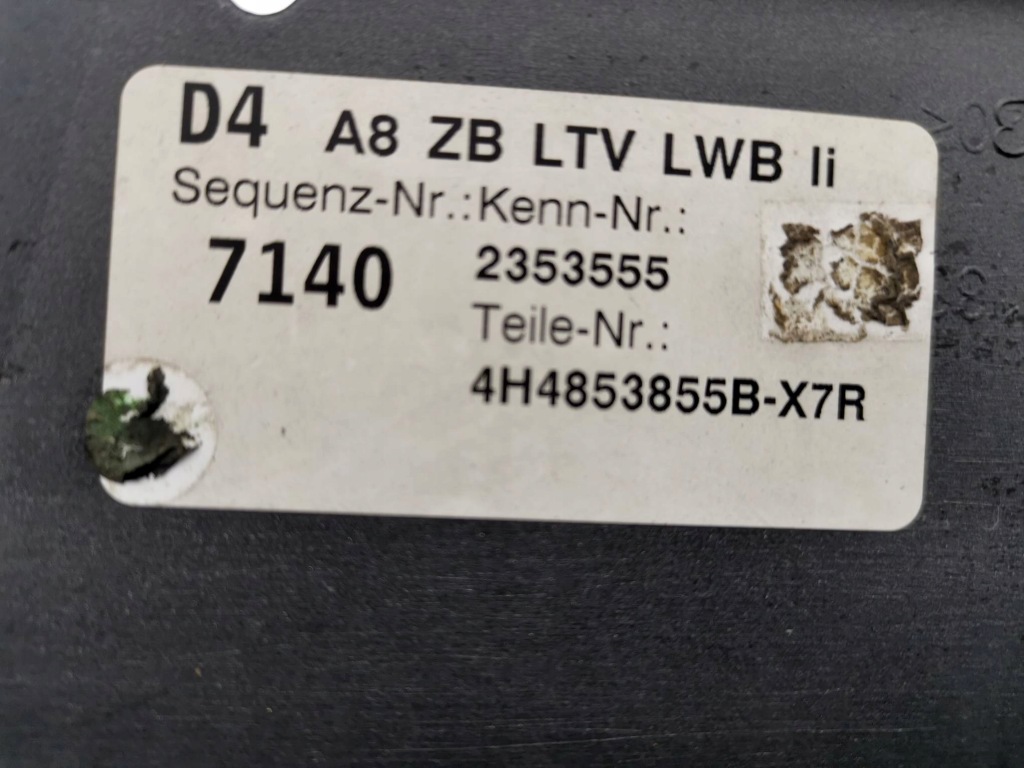 D4 A8 ZB LTV LWB li
Sequenz-Nr.: Kenn-Nr.:
7140 2353555
Teile-Nr.:
4H4853855B-X7R